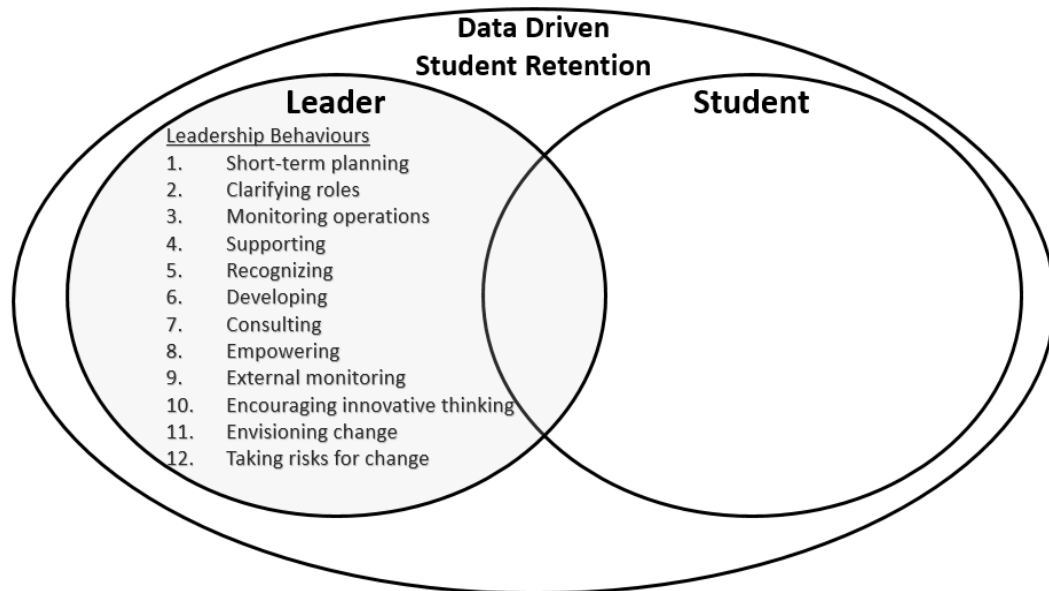 Data Driven
Student Retention
Leader
Student
Leadership Behaviours
1. Short-term planning
2. Clarifying roles
3. Monitoring operations
4. Supporting
5. Recognizing
6. Developing
7. Consulting
8. Empowering
9. External monitoring
10. Encouraging innovative thinking
11. Envisioning change
12. Taking risks for change